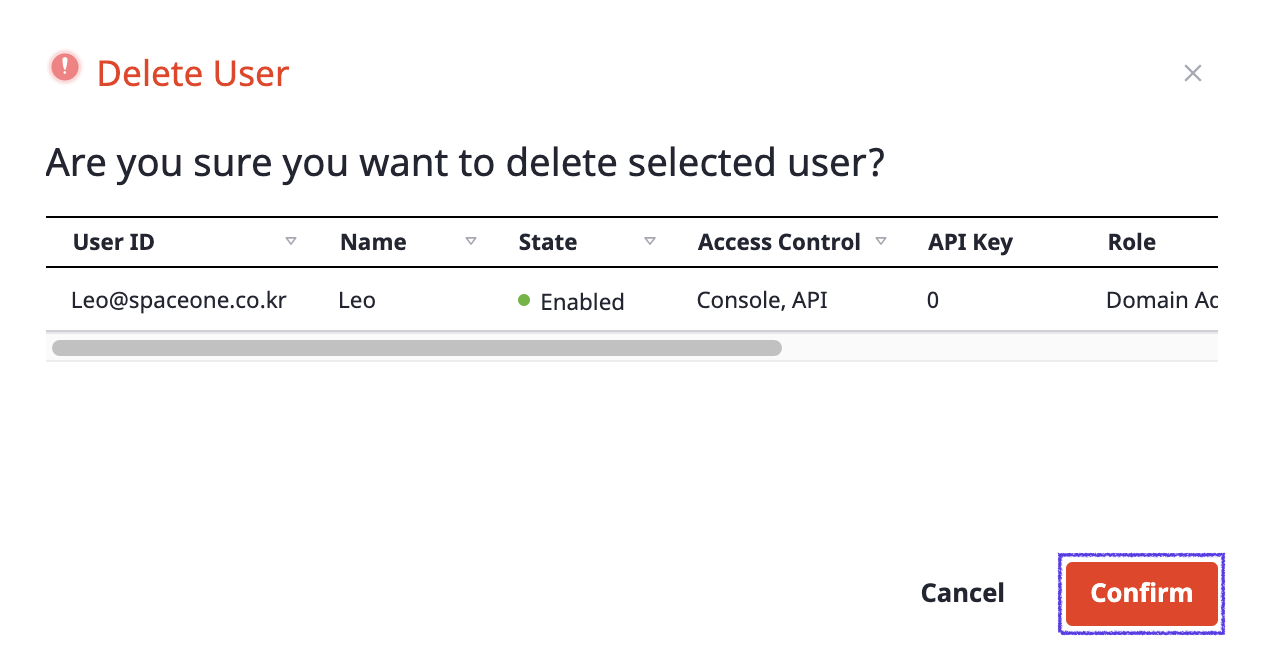 Delete User
Are you sure you want to delete selected user?
User ID Name State Access Control API Key Role
Leo@spaceone.co.kr Leo Enabled Console, API 0 Domain Ad
Cancel Confirm